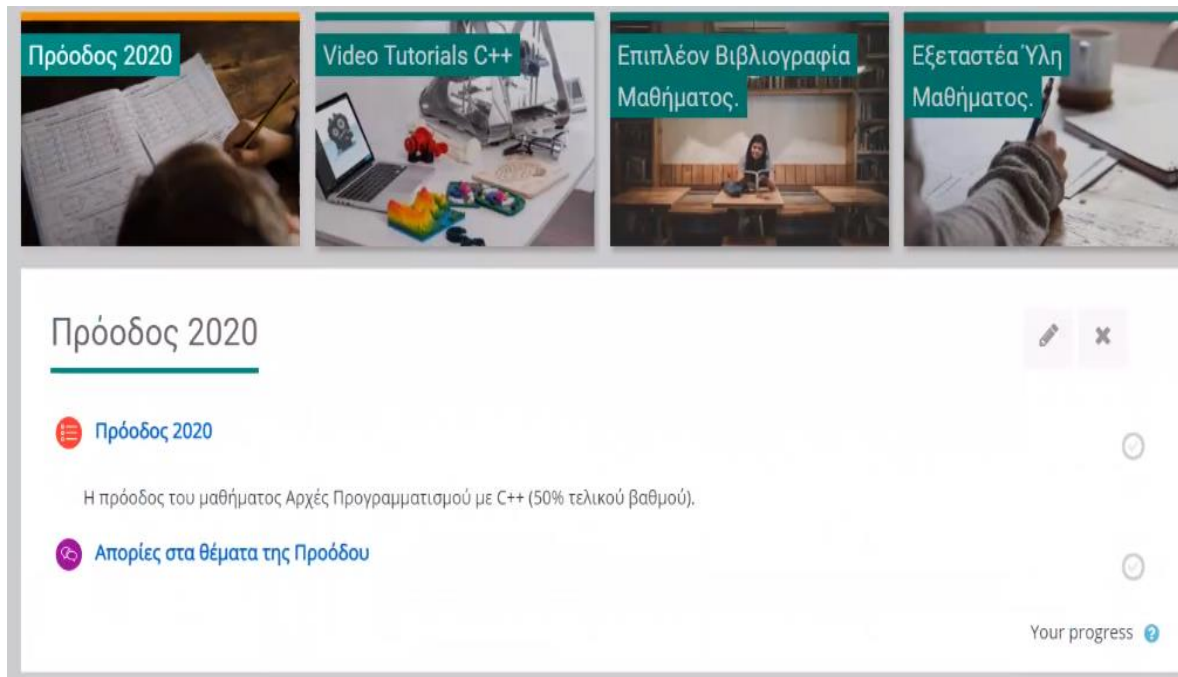 Πρόοδος 2020
Video Tutorials C++
Επιπλέον Βιβλιογραφία
Μαθήματος.
Εξεταστέα Ύλη
Μαθήματος.
Πρόοδος 2020
Πρόοδος 2020
Η πρόοδος του μαθήματος Αρχές Προγραμματισμού με C++ (50% τελικού βαθμού).
Απορίες στα θέματα της Προόδου
Your progress